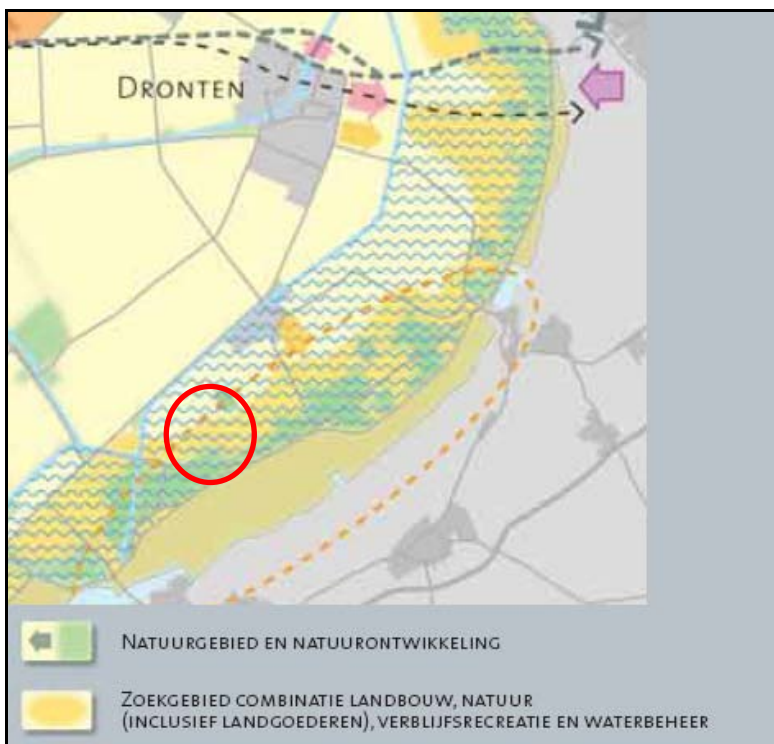 DRONTEN
NATUURGEBIED EN NATUURONTWIKKELING
ZOEKGEBIED COMBINATIE LANDBOUW, NATUUR
(INCLUSIEF LANDGOEDEREN), VERBLIJFSRECREATIE EN WATERBEHEER